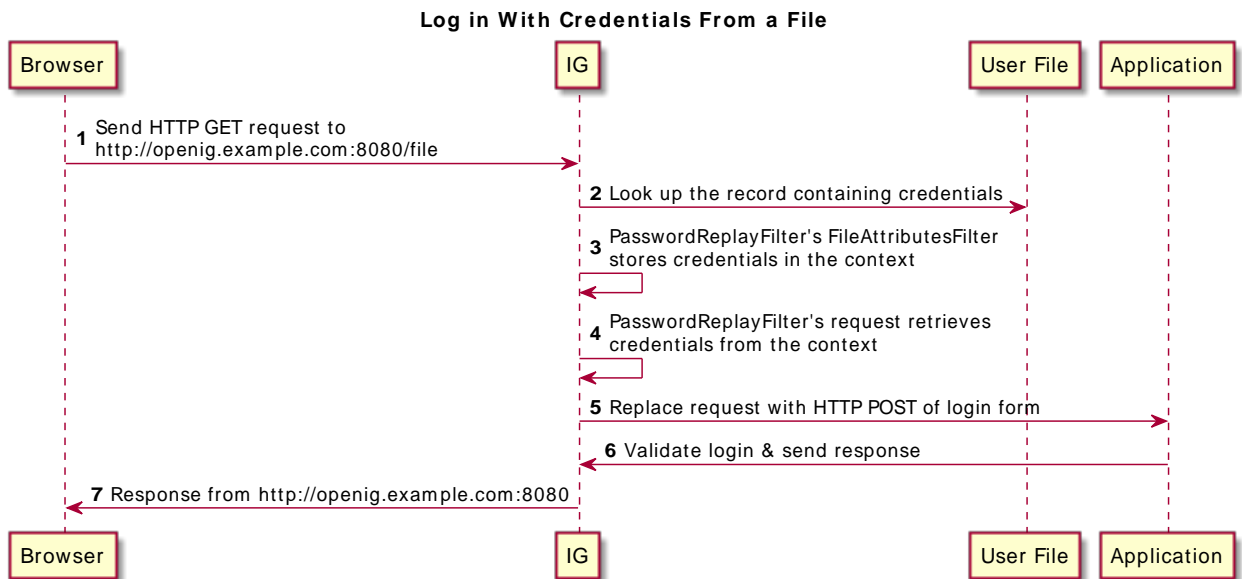 Log in With Credentials From a File
Browser
IG
User File
Application
1 Send HTTP GET request to
http://openig.example.com:8080/file
2 Look up the record containing credentials
3 PasswordReplayFilter's FileAttributesFilter
stores credentials in the context
4 PasswordReplayFilter's request retrieves
credentials from the context
5 Replace request with HTTP POST of login form
6 Validate login & send response
7 Response from http://openig.example.com:8080
Browser
IG
User File
Application